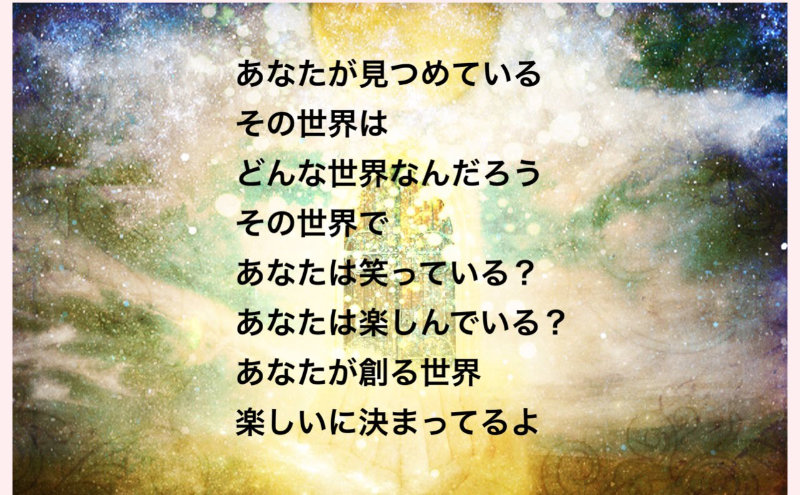 あなたが見つめている
その世界は
どんな世界なんだろう
その世界で
あなたは笑っている？
あなたは楽しんでいる？
あなたが創る世界
楽しいに決まってるよ